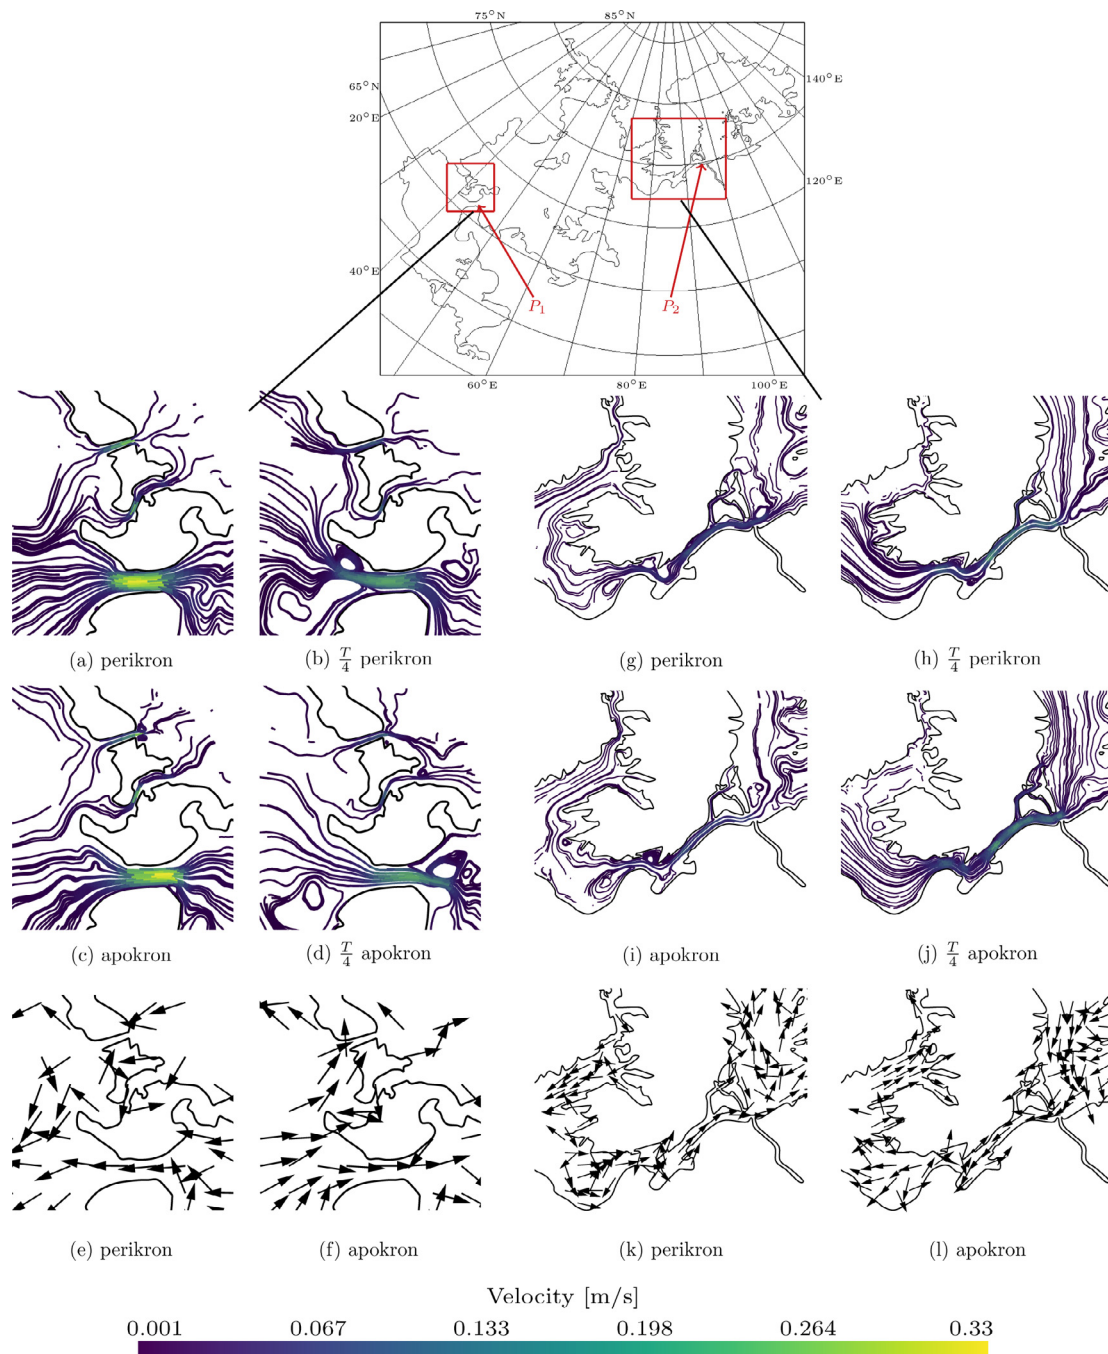 75°N 85°N
65°N
20°E
140°E
120°E
40°E
P₁ P₂
60°E 80°E 100°E
(a) perikron (b) T/4 perikron (g) perikron (h) T/4 perikron
(c) apokron (d) T/4 apokron (i) apokron (j) T/4 apokron
(e) perikron (f) apokron (k) perikron (l) apokron
Velocity [m/s]
0.001 0.067 0.133 0.198 0.264 0.33